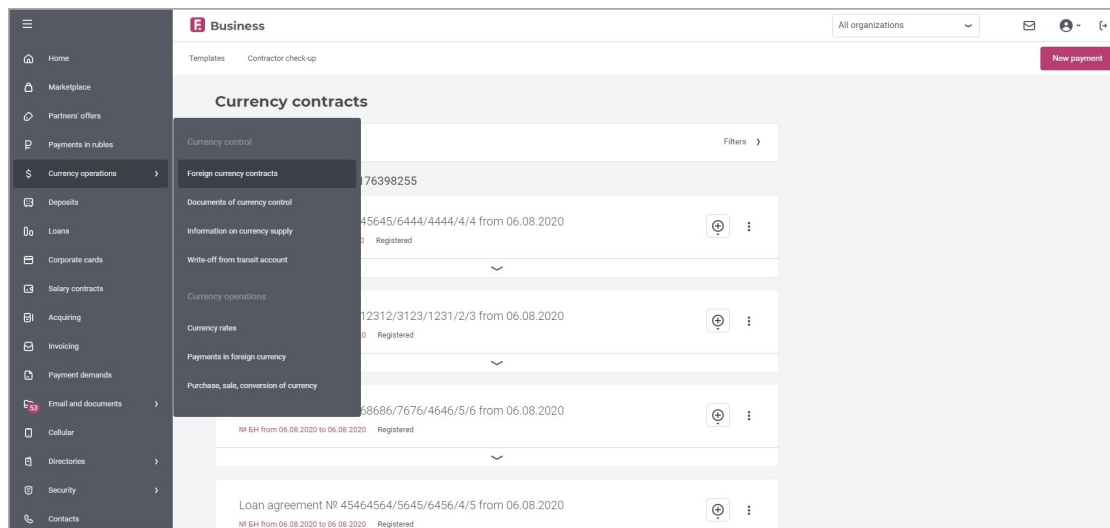 Business
All organizations
Templates
Contractor check-up
New payment
Home
Marketplace
Partners' offers
Payments in rubles
Currency operations
Deposits
Loans
Corporate cards
Salary contracts
Acquiring
Invoicing
Payment demands
53
Email and documents
Cellular
Directories
Security
Contacts
Currency control
Foreign currency contracts
Documents of currency control
Information on currency supply
Write-off from transit account
Currency operations
Currency rates
Payments in foreign currency
Purchase, sale, conversion of currency
Currency contracts
Filters
176398255
45645/6444/4444/4/4 from 06.08.2020
0 Registered
12312/3123/1231/2/3 from 06.08.2020
0 Registered
68686/7676/4646/5/6 from 06.08.2020
№ БН from 06.08.2020 to 06.08.2020 Registered
Loan agreement № 45464564/5645/6456/4/5 from 06.08.2020
№ БН from 06.08.2020 to 06.08.2020 Registered